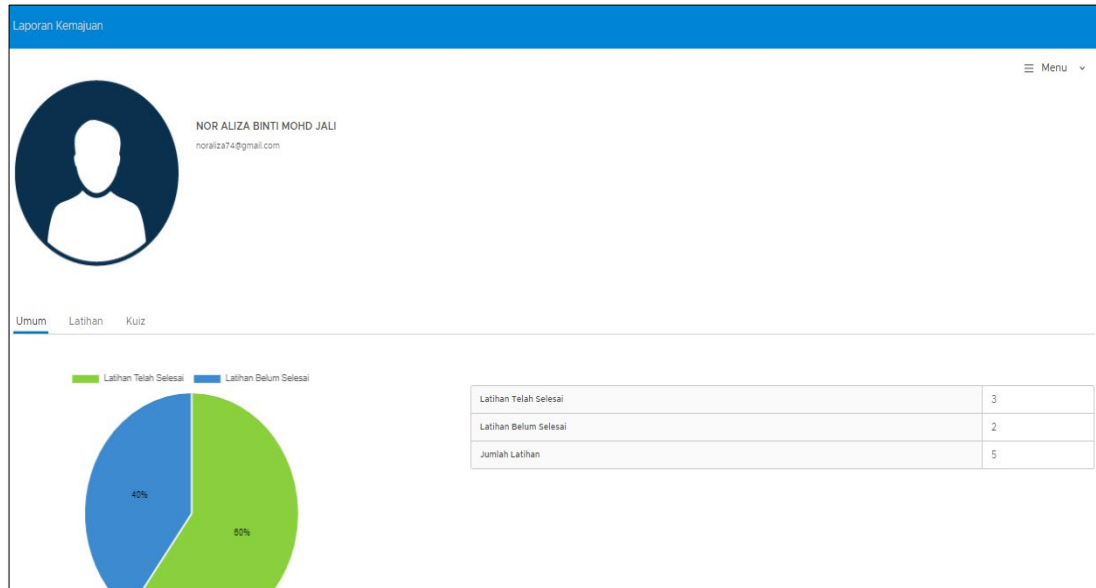 Laporan Kemajuan
Menu
NOR ALIZA BINTI MOHD JALI
noraliza74@gmail.com
Umum Latihan Kuiz
Latihan Telah Selesai Latihan Belum Selesai
40%
60%
Latihan Telah Selesai 3
Latihan Belum Selesai 2
Jumlah Latihan 5